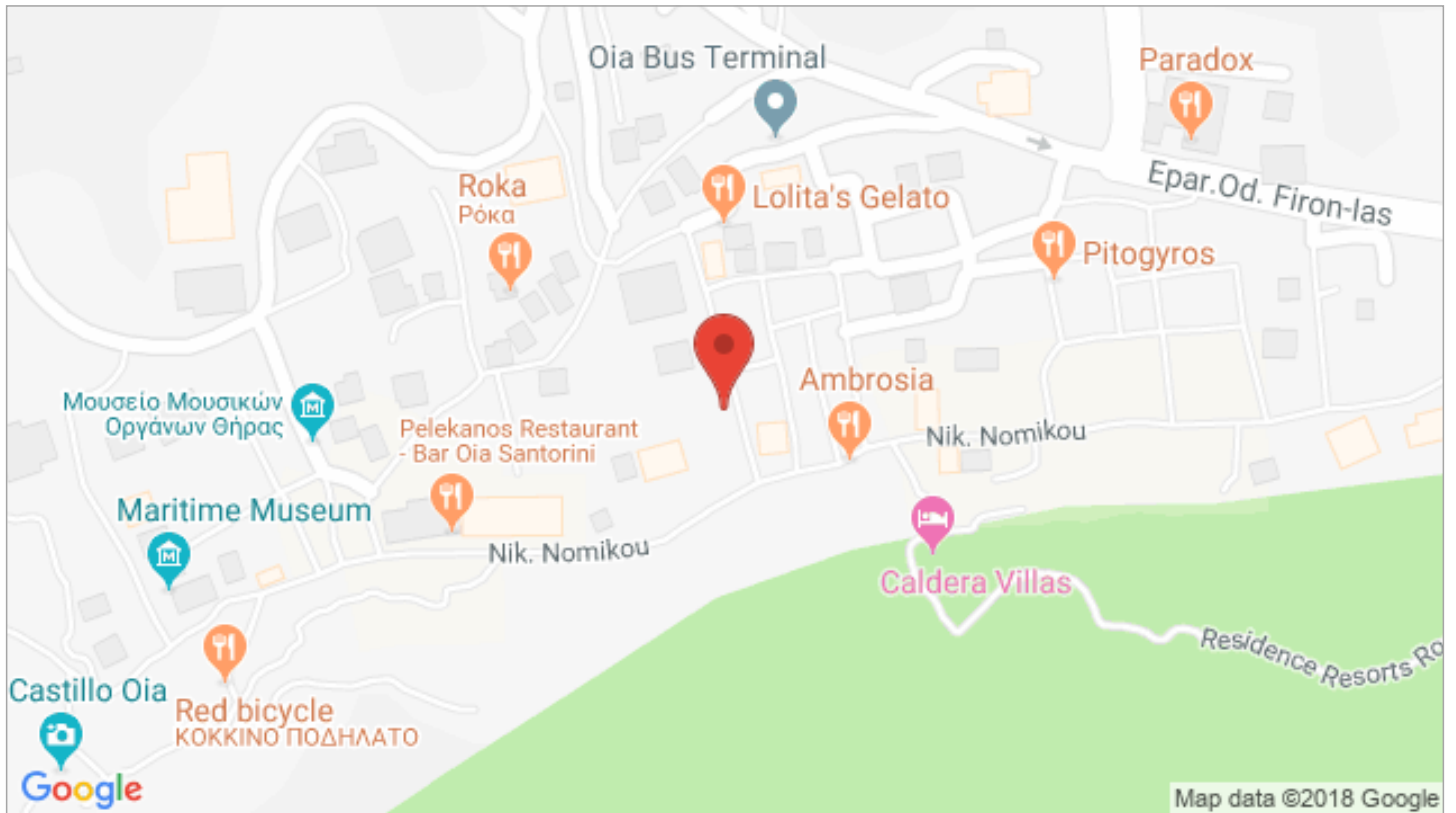 Oia Bus Terminal
Paradox
Epar.Od. Firon-Ias
Roka
Ρόκα
Lolita's Gelato
Pitogyros
Μουσείο Μουσικών
Οργάνων Θήρας
Pelekanos Restaurant
- Bar Oia Santorini
Ambrosia
Nik. Nomikou
Maritime Museum
Nik. Nomikou
Caldera Villas
Residence Resorts Ro
Castillo Oia
Red bicycle
ΚΟΚΚΙΝΟ ΠΟΔΗΛΑΤΟ
Google
Map data ©2018 Google